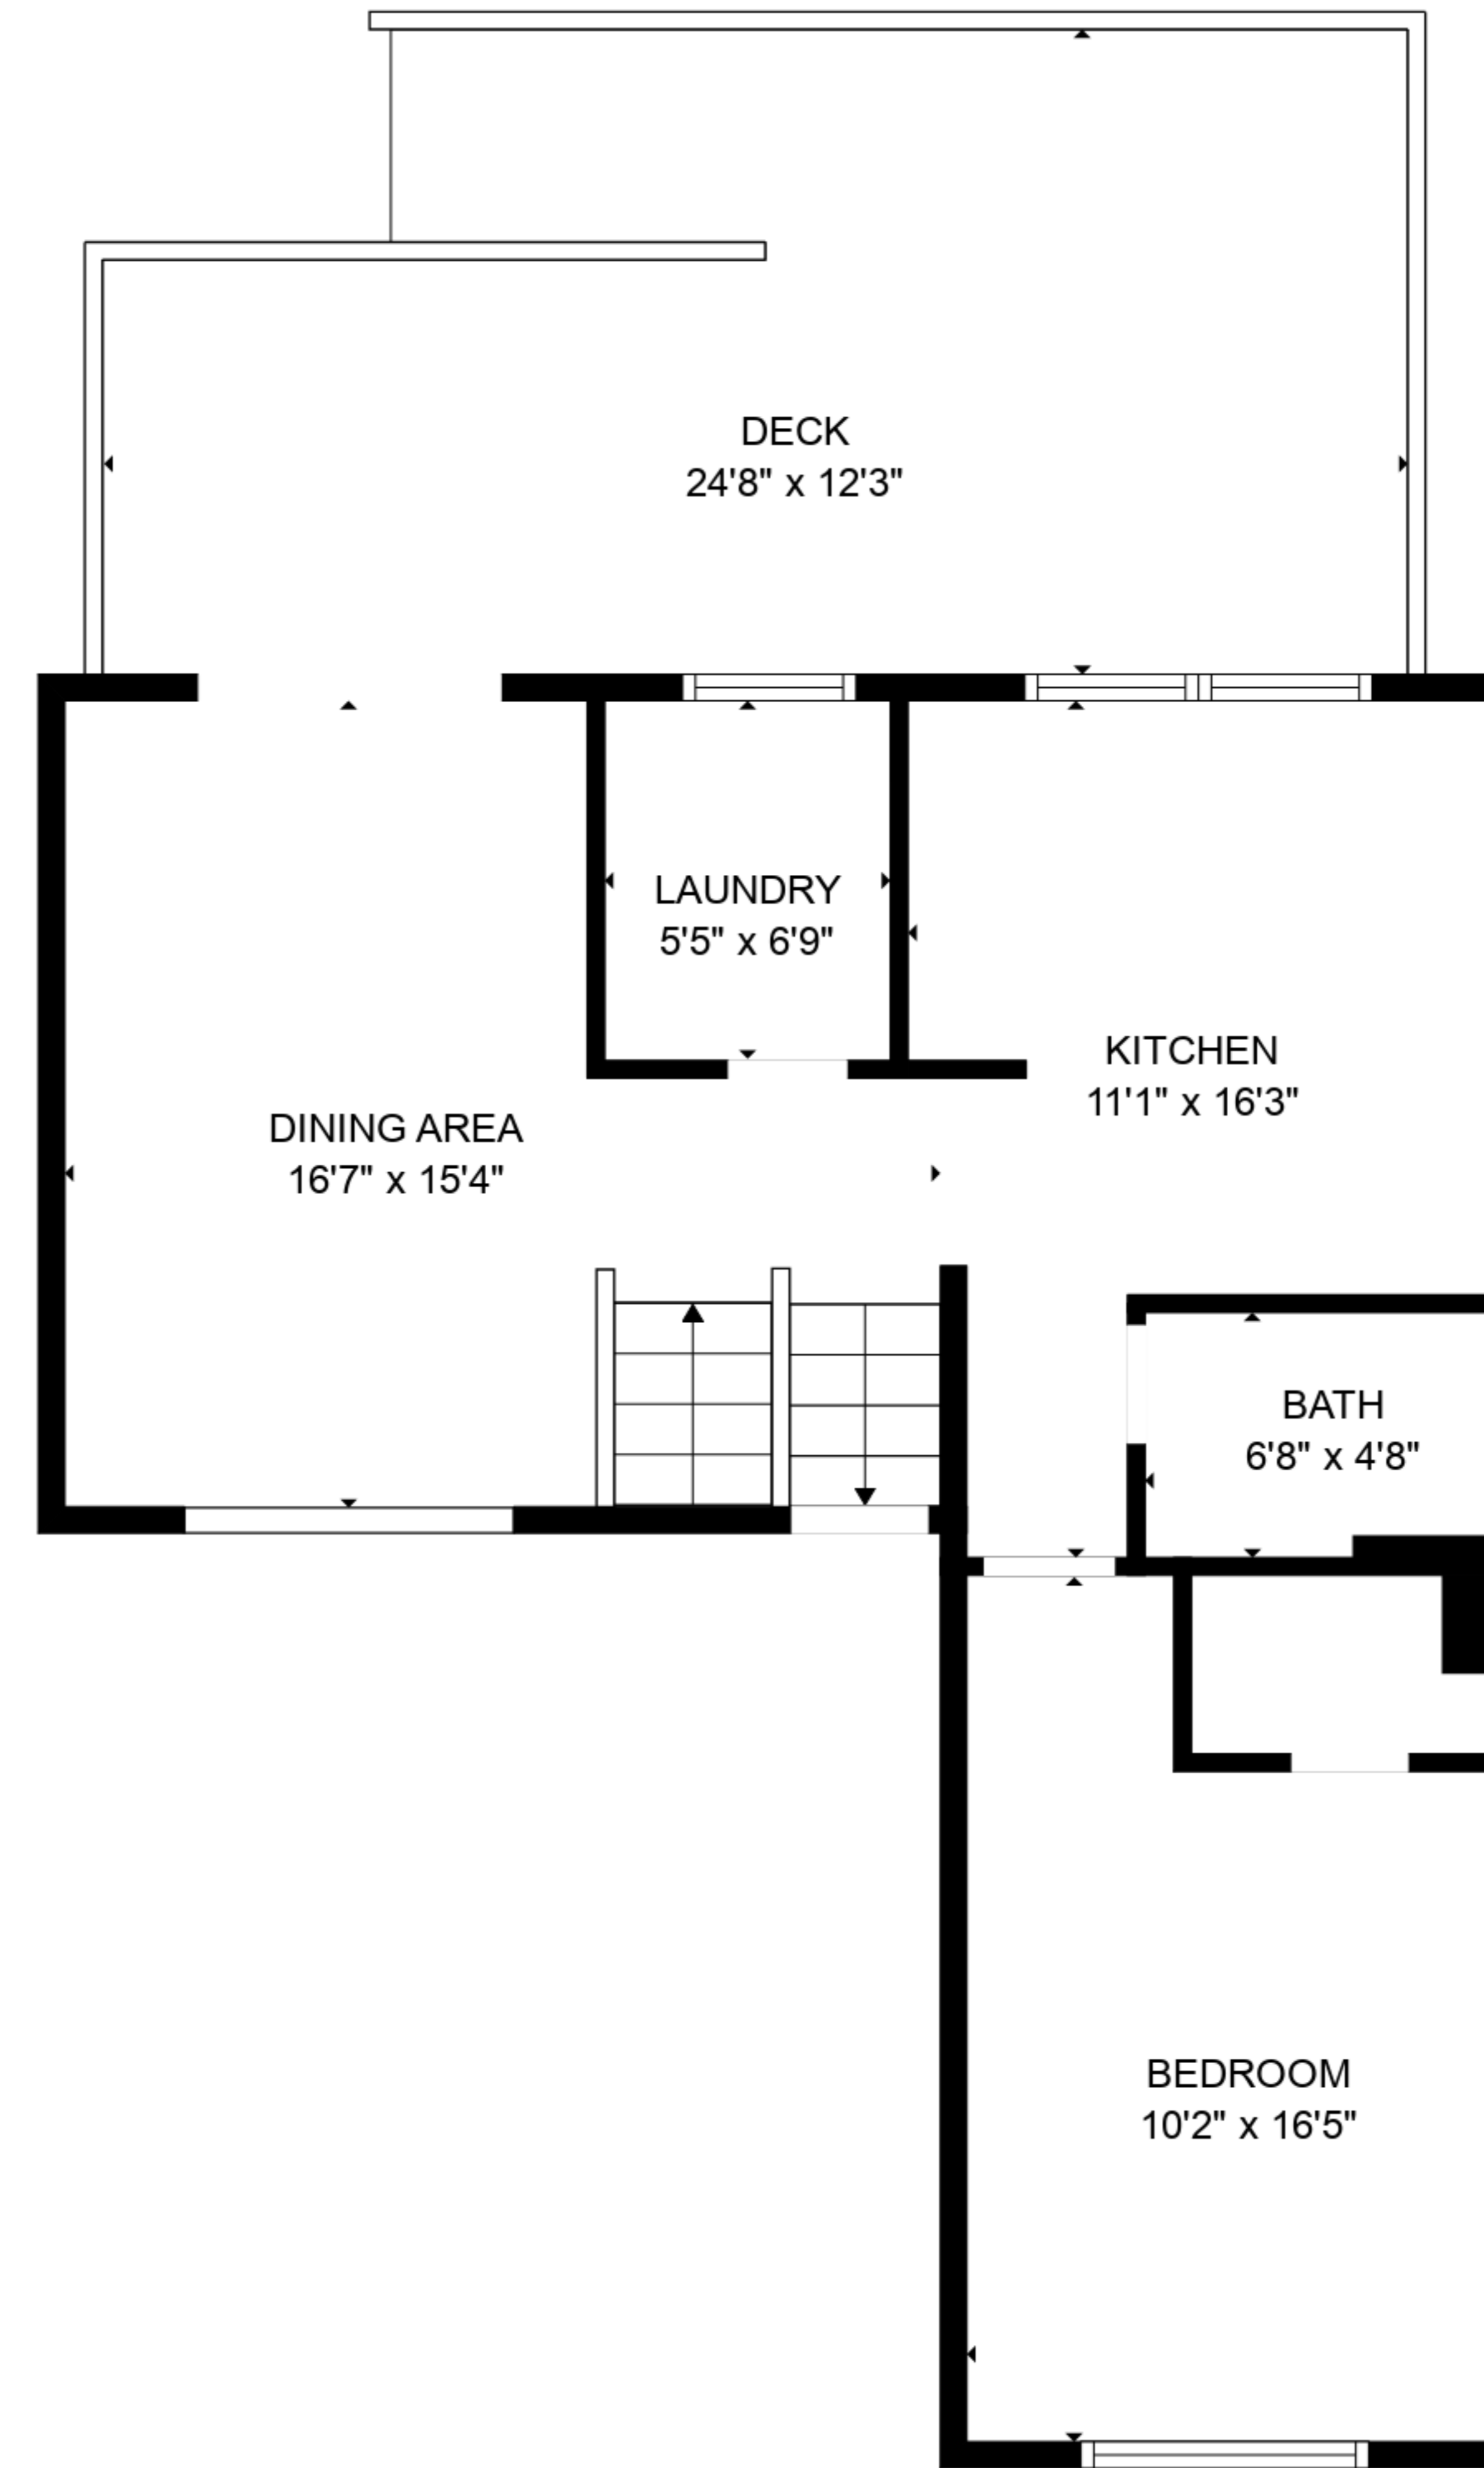 DECK
24'8" x 12'3"
LAUNDRY
5'5" x 6'9"
KITCHEN
11'1" x 16'3"
DINING AREA
16'7" x 15'4"
BATH
6'8" x 4'8"
BEDROOM
10'2" x 16'5"